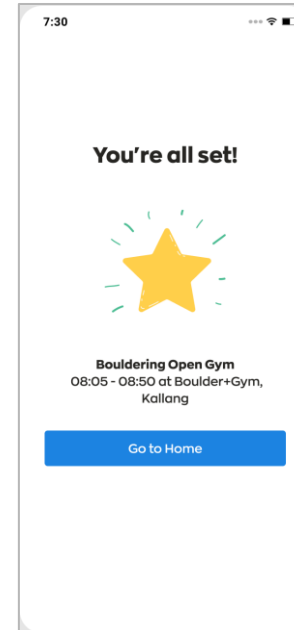 7:30
You're all set!
Bouldering Open Gym
08:05 - 08:50 at Boulder+Gym,
Kallang
Go to Home